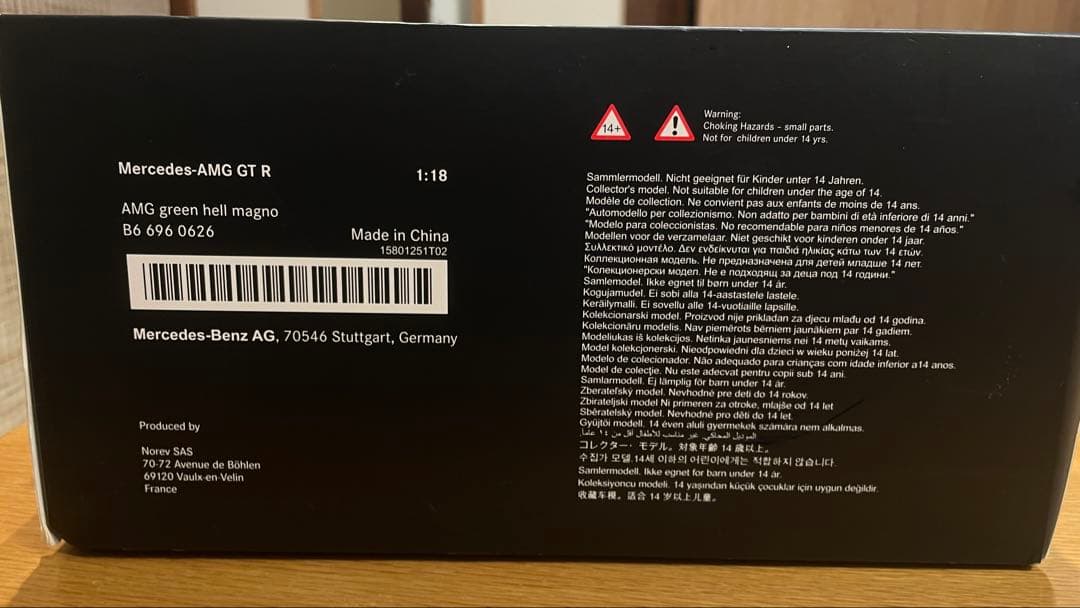 Mercedes-AMG GT R
1:18
AMG green hell magno
B6 696 0626
Made in China
15801251T02
Mercedes-Benz AG, 70546 Stuttgart, Germany
Produced by
Norev SAS
70-72 Avenue de Böhlen
69120 Vaulx-en-Velin
France
14+
!
Warning:
Choking Hazards - small parts.
Not for children under 14 yrs.
Sammlermodell. Nicht geeignet für Kinder unter 14 Jahren.
Collector's model. Not suitable for children under the age of 14.
Modèle de collection. Ne convient pas aux enfants de moins de 14 ans.
"Automodello per collezionismo. Non adatto per bambini di età inferiore di 14 anni."
"Modelo para coleccionistas. No recomendable para niños menores de 14 años."
Modellen voor de verzamelaar. Niet geschikt voor kinderen onder 14 jaar.
Συλλεκτικό μοντέλο. Δεν ενδείκνυται για παιδιά ηλικίας κάτω των 14 ετών.
Коллекционная модель. Не предназначена для детей младше 14 лет.
"Колекционерски модел. Не е подходящ за деца под 14 години."
Samlemodel. Ikke egnet til børn under 14 år.
Kogujamudel. Ei sobi alla 14-aastastele lastele.
Keräilymalli. Ei sovellu alle 14-vuotiaille lapsille.
Kolekcionarski model. Proizvod nije prikladan za djecu mlađu od 14 godina.
Kolekcionāru modelis. Nav piemērots bērniem jaunākiem par 14 gadiem.
Modeliukas iš kolekcijos. Netinka jaunesniems nei 14 metų vaikams.
Model kolekcjonerski. Nieodpowiedni dla dzieci w wieku poniżej 14 lat.
Modelo de colecionador. Não adequado para crianças com idade inferior a14 anos.
Model de colecţie. Nu este adecvat pentru copii sub 14 ani.
Samlarmodell. Ej lämplig för barn under 14 år.
Zberateľský model. Nevhodné pre deti do 14 rokov.
Zbirateljski model Ni primeren za otroke, mlajše od 14 let
Sběratelský model. Nevhodné pro děti do 14 let.
Gyűjtői modell. 14 éven aluli gyermekek számára nem alkalmas.
الموديل المحاكي. غير مناسب للأطفال أقل من ١٤ عاماً.
コレクター・モデル。対象年齢 14 歳以上。
수집가 모델. 14세 이하의 어린이에게는 적합하지 않습니다.
Samlermodell. Ikke egnet for barn under 14 år.
Koleksiyoncu modeli. 14 yaşından küçük çocuklar için uygun değildir.
收藏车模。适合 14 岁以上儿童。